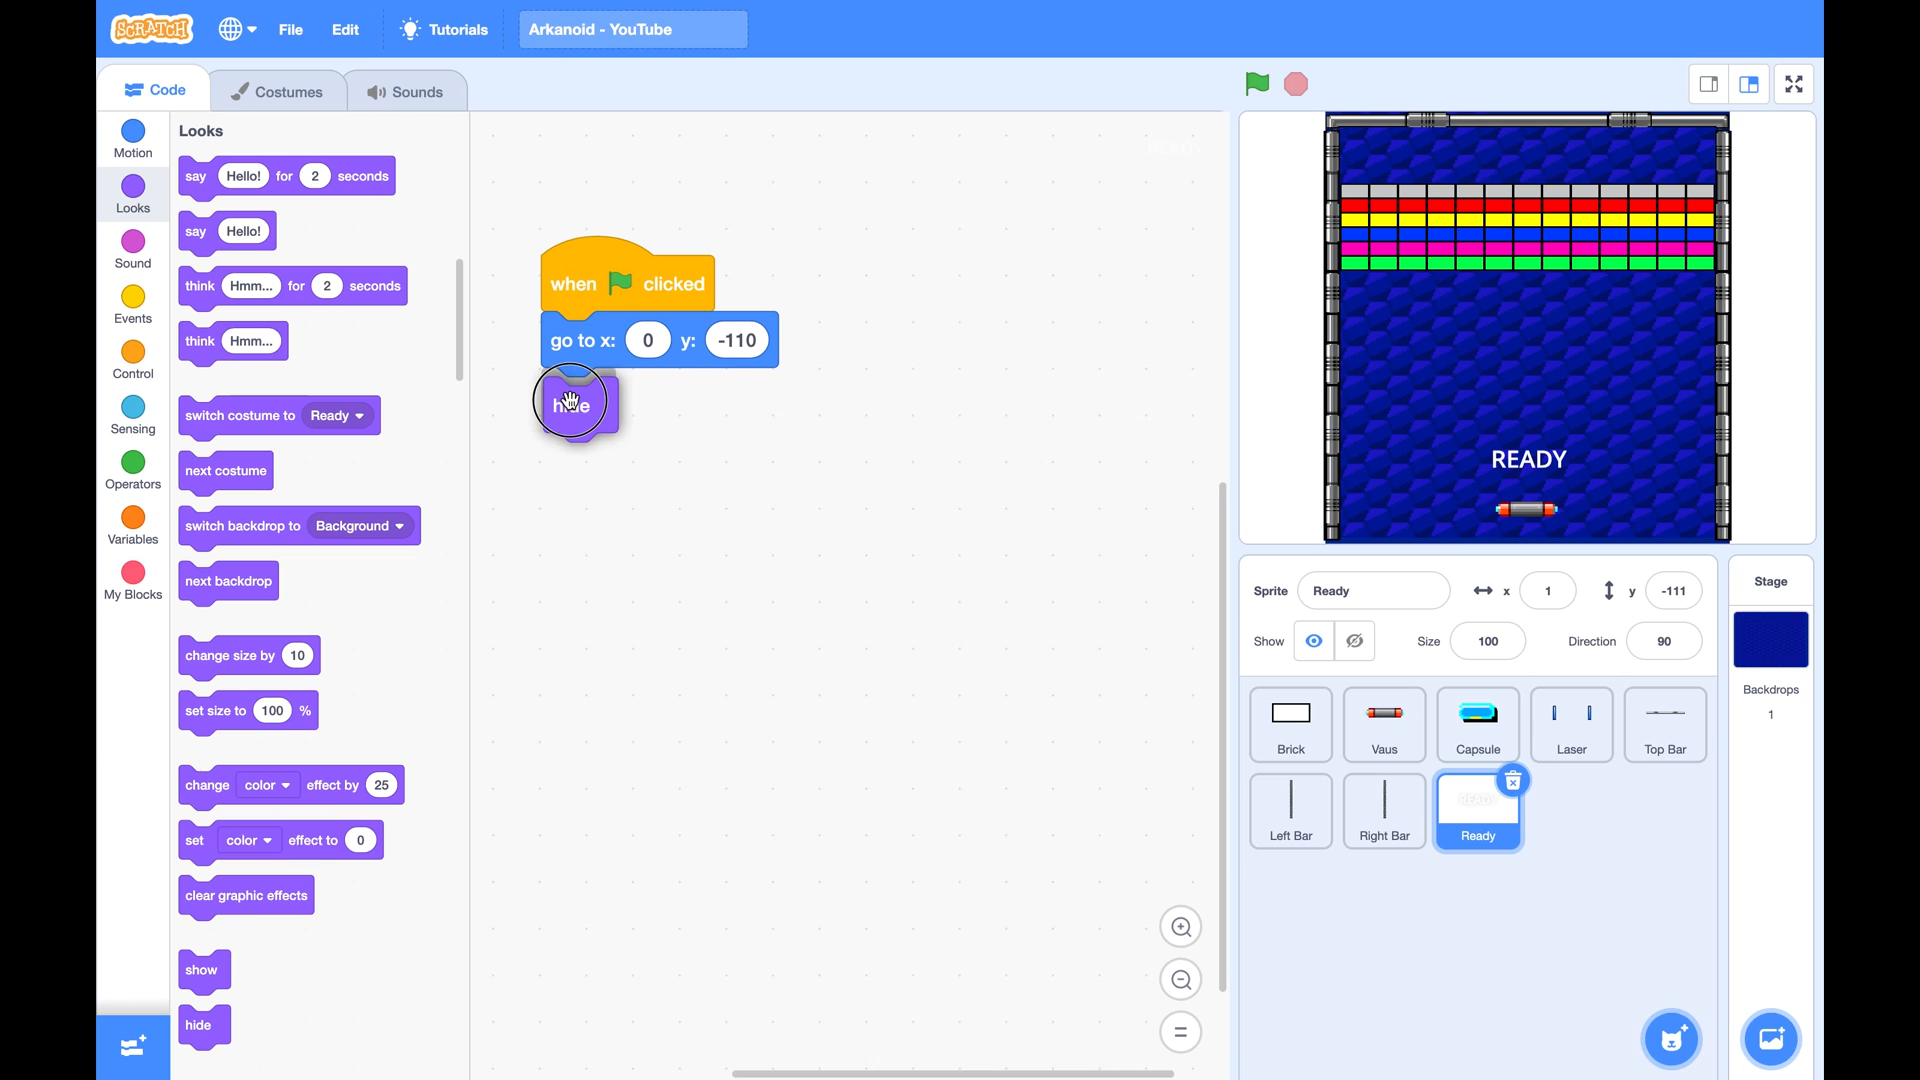 SCRATCH
File
Edit
Tutorials
Arkanoid - YouTube
Code
Costumes
Sounds
Motion
Looks
Sound
Events
Control
Sensing
Operators
Variables
My Blocks
Looks
say Hello! for 2 seconds
say Hello!
think Hmm... for 2 seconds
think Hmm...
switch costume to Ready
next costume
switch backdrop to Background
next backdrop
change size by 10
set size to 100 %
change color effect by 25
set color effect to 0
clear graphic effects
show
hide
when clicked
go to x: 0 y: -110
hide
READY
Sprite Ready x 1 y -111
Show Size 100 Direction 90
Brick
Vaus
Capsule
Laser
Top Bar
Left Bar
Right Bar
READY
Ready
Stage
Backdrops
1